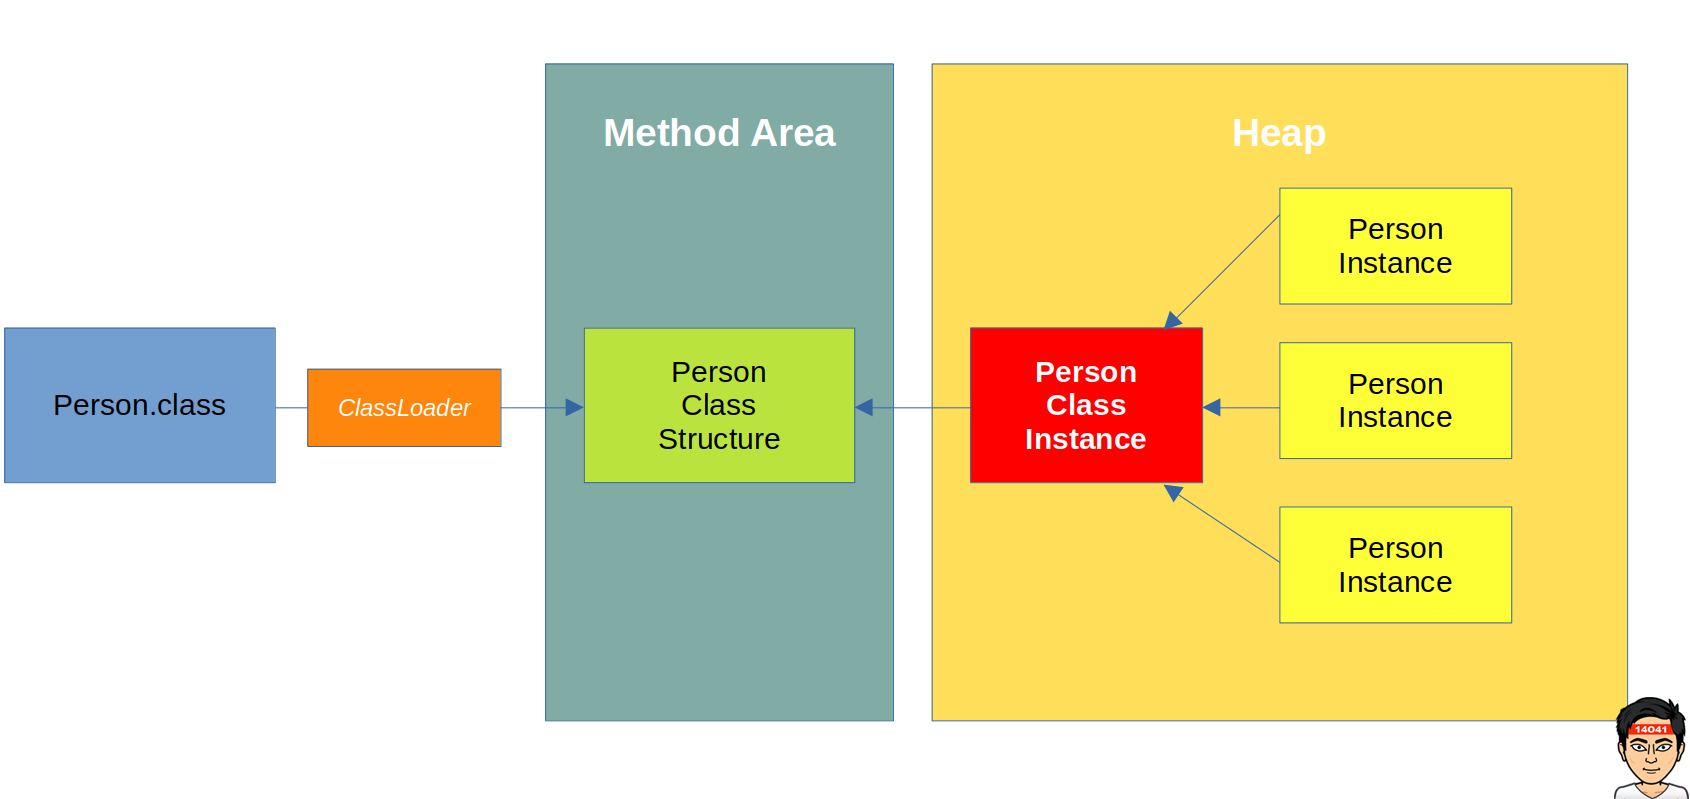 Method Area
Heap
Person
Instance
Person.class
ClassLoader
Person
Class
Structure
Person
Class
Instance
Person
Instance
Person
Instance
14041